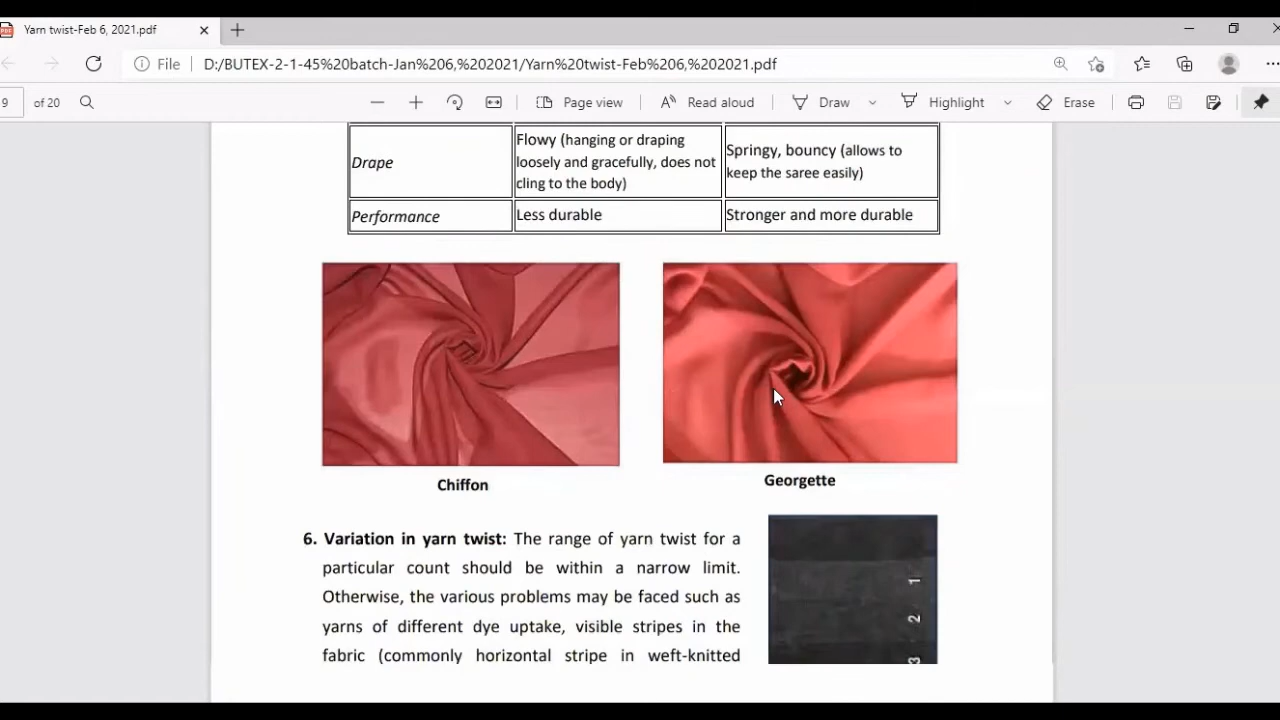 Yarn twist-Feb 6, 2021.pdf
File D:/BUTEX-2-1-45%20batch-Jan%206,%202021/Yarn%20twist-Feb%206,%202021.pdf
9 of 20 Page view Read aloud Draw Highlight Erase
Drape
Flowy (hanging or draping
loosely and gracefully, does not
cling to the body)
Springy, bouncy (allows to
keep the saree easily)
Performance
Less durable
Stronger and more durable
Chiffon
Georgette
6. Variation in yarn twist: The range of yarn twist for a
particular count should be within a narrow limit.
Otherwise, the various problems may be faced such as
yarns of different dye uptake, visible stripes in the
fabric (commonly horizontal stripe in weft-knitted
1
2
3